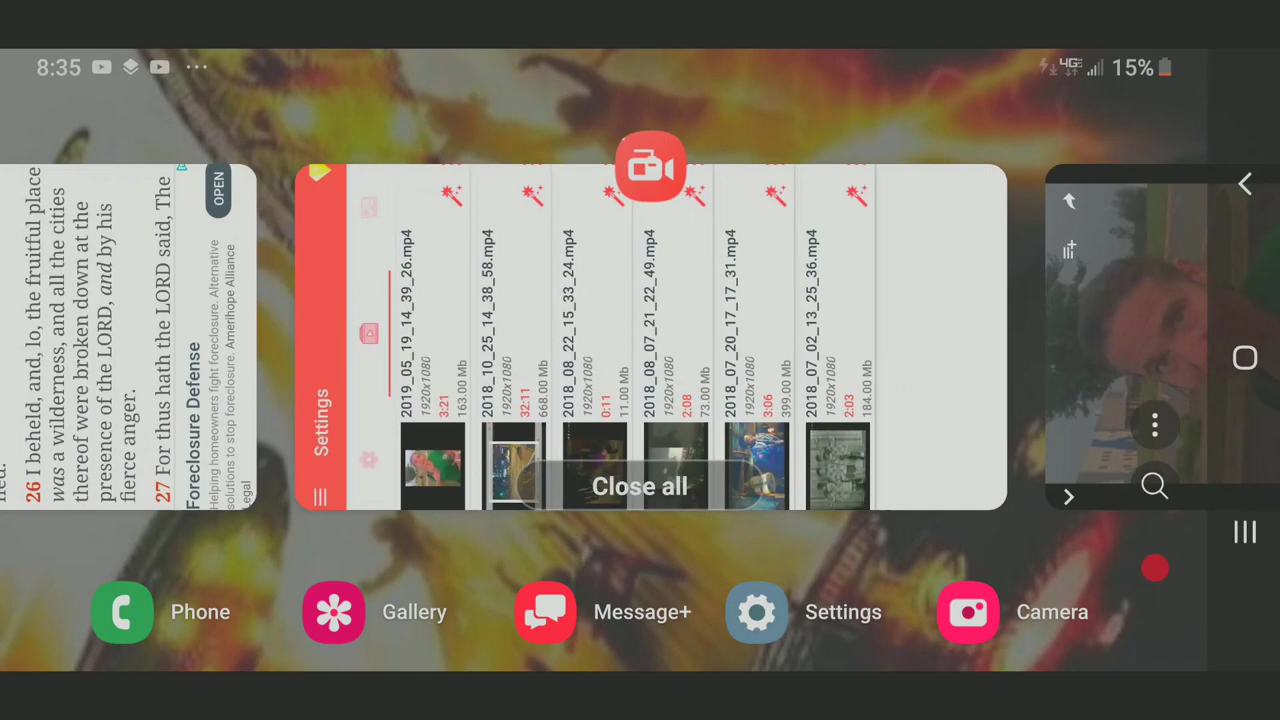 8:35
4G
15%
26 I beheld, and, lo, the fruitful place
was a wilderness, and all the cities
thereof were broken down at the
presence of the LORD, and by his
fierce anger.
27 For thus hath the LORD said, The
Foreclosure Defense
Helping homeowners fight foreclosure. Alternative
solutions to stop foreclosure. Amerihope Alliance
Legal
OPEN
Settings
2019_05_19_14_39_26.mp4
1920x1080
3:21
163.00 Mb
2018_10_25_14_38_58.mp4
1920x1080
32:11
668.00 Mb
2018_08_22_15_33_24.mp4
1920x1080
0:11
11.00 Mb
2018_08_07_21_22_49.mp4
1920x1080
2:08
73.00 Mb
2018_07_20_17_17_31.mp4
1920x1080
3:06
399.00 Mb
2018_07_02_13_25_36.mp4
1920x1080
2:03
184.00 Mb
Close all
Phone
Gallery
Message+
Settings
Camera